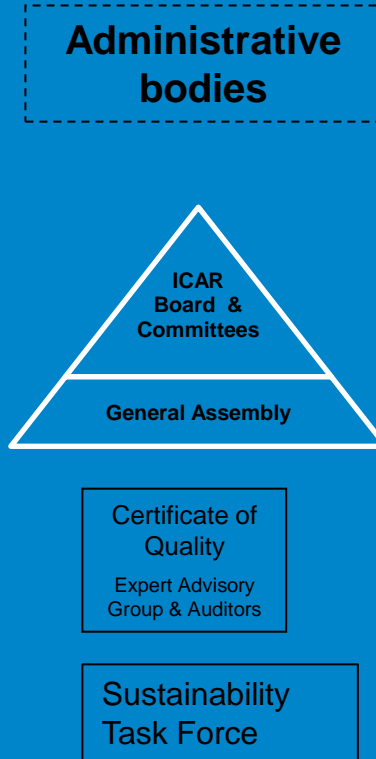 Administrative
bodies
ICAR
Board &
Committees
General Assembly
Certificate of
Quality
Expert Advisory
Group & Auditors
Sustainability
Task Force